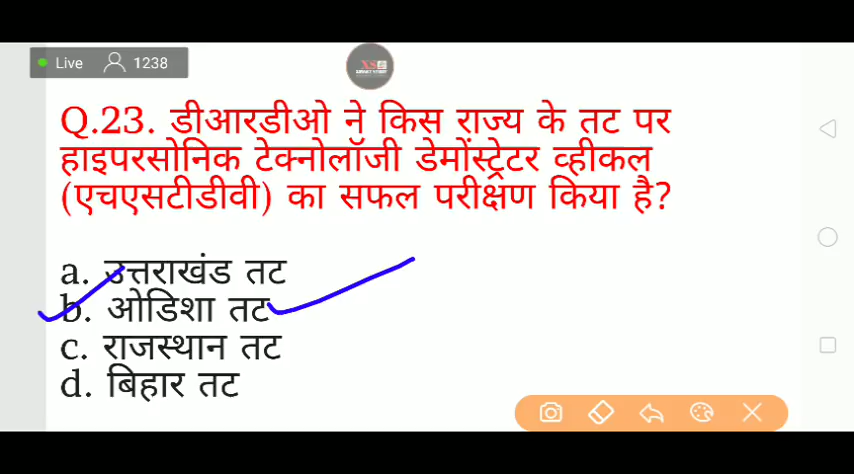 Live 1238
Q.23. डीआरडीओ ने किस राज्य के तट पर
हाइपरसोनिक टेक्नोलॉजी डेमोंस्ट्रेटर व्हीकल
(एचएसटीडीवी) का सफल परीक्षण किया है?
a. उत्तराखंड तट
b. ओडिशा तट
c. राजस्थान तट
d. बिहार तट